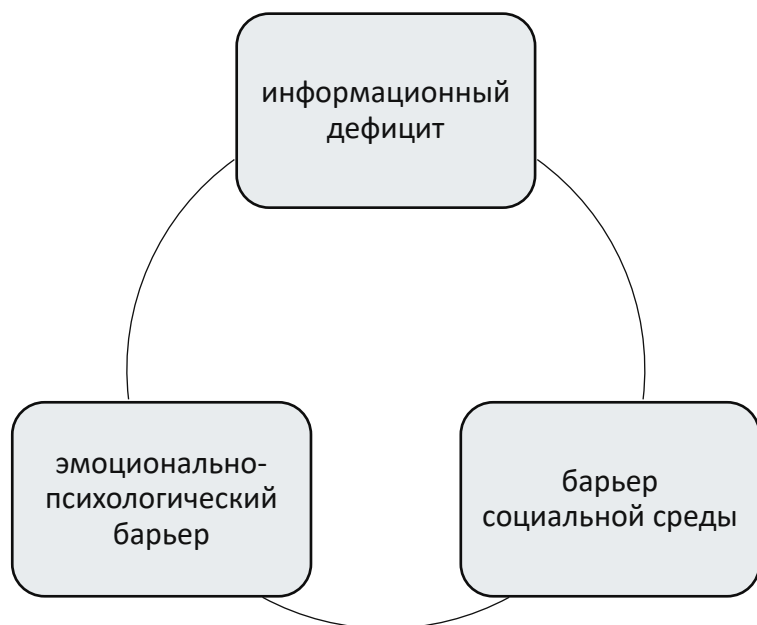 информационный
дефицит
эмоционально-
психологический
барьер
барьер
социальной среды